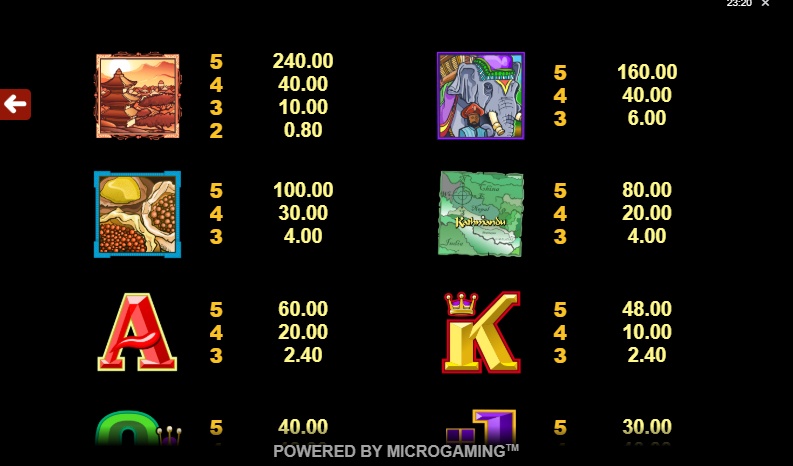 23:20 ×
5 240.00
4 40.00
3 10.00
2 0.80
5 160.00
4 40.00
3 6.00
5 100.00
4 30.00
3 4.00
China
Nepal
Kathmandu
India
5 80.00
4 20.00
3 4.00
A
5 60.00
4 20.00
3 2.40
K
5 48.00
4 10.00
3 2.40
Q
5 40.00
J
5 30.00
POWERED BY MICROGAMING™